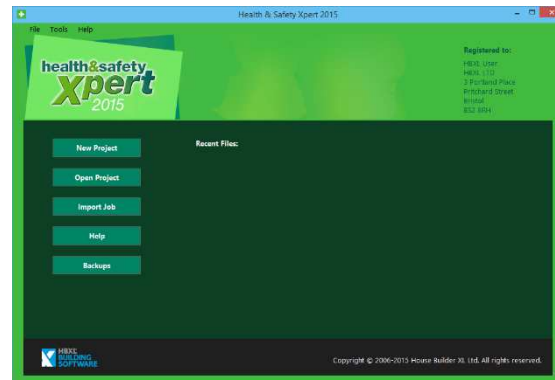 Health & Safety Xpert 2015
File Tools Help
health&safety
xpert
2015
Registered to:
HBXL User
HBXL LTD
3 Portland Place
Pritchard Street
Bristol
BS2 8RH
New Project
Recent Files:
Open Project
Import Job
Help
Backups
HBXL
BUILDING
SOFTWARE
Copyright © 2006-2015 House Builder XL Ltd. All rights reserved.